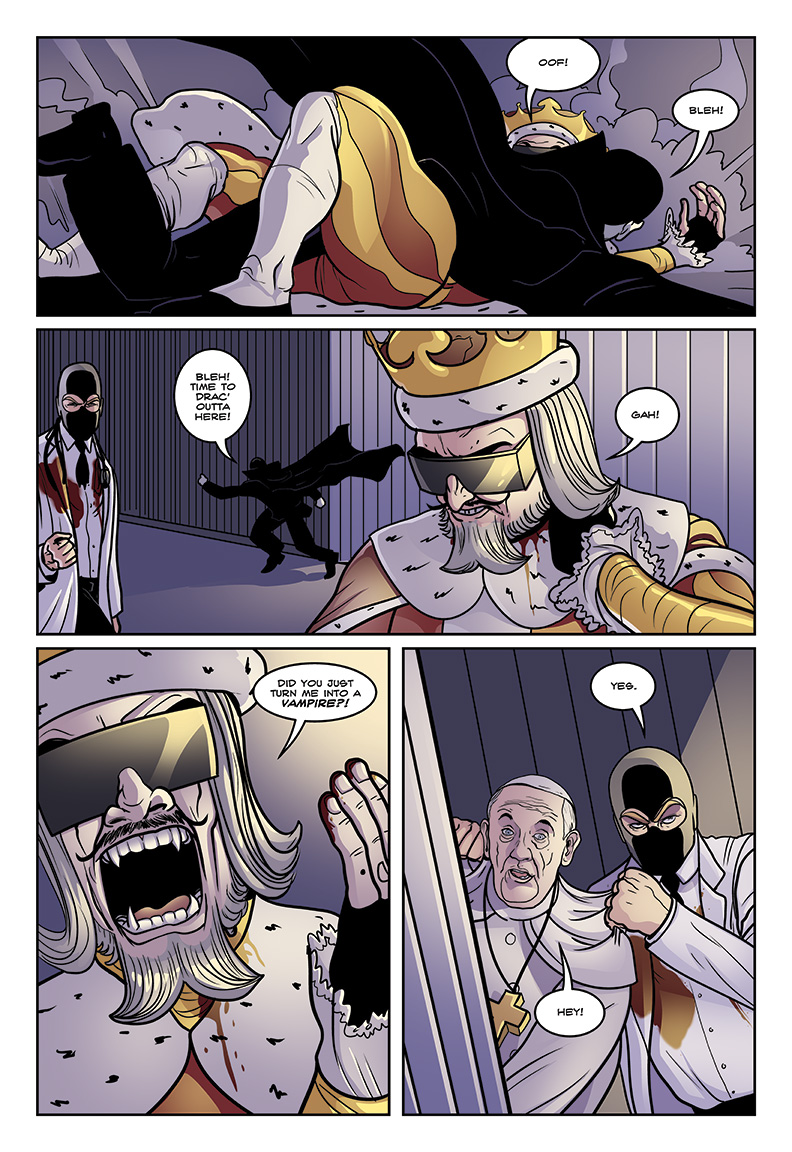 OOF!
BLEH!
BLEH!
TIME TO
DRAC'
OUTTA
HERE!
GAH!
DID YOU JUST
TURN ME INTO A
VAMPIRE?!
YES.
HEY!